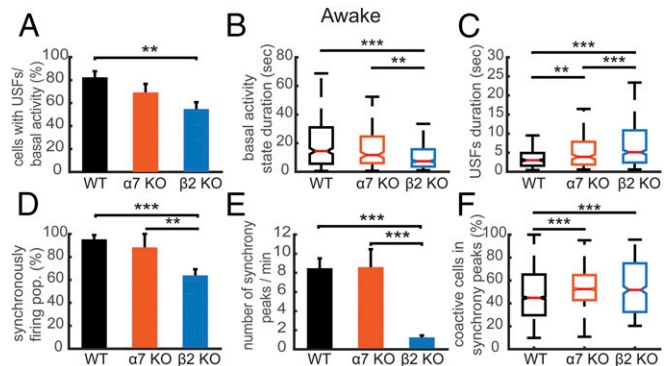 Awake
A
cells with USFs/
basal activity (%)
100
80
60
40
20
0
**
WT
α7 KO
β2 KO
B
basal activity
state duration (sec)
80
60
40
20
0
***
**
WT
α7 KO
β2 KO
C
USFs duration (sec)
30
25
20
15
10
5
0
***
**
***
WT
α7 KO
β2 KO
D
synchronously
firing pop. (%)
100
80
60
40
20
0
***
**
WT
α7 KO
β2 KO
E
number of synchrony
peaks / min
12
8
4
0
***
***
WT
α7 KO
β2 KO
F
coactive cells in
synchrony peaks (%)
100
80
60
40
20
0
***
***
WT
α7 KO
β2 KO